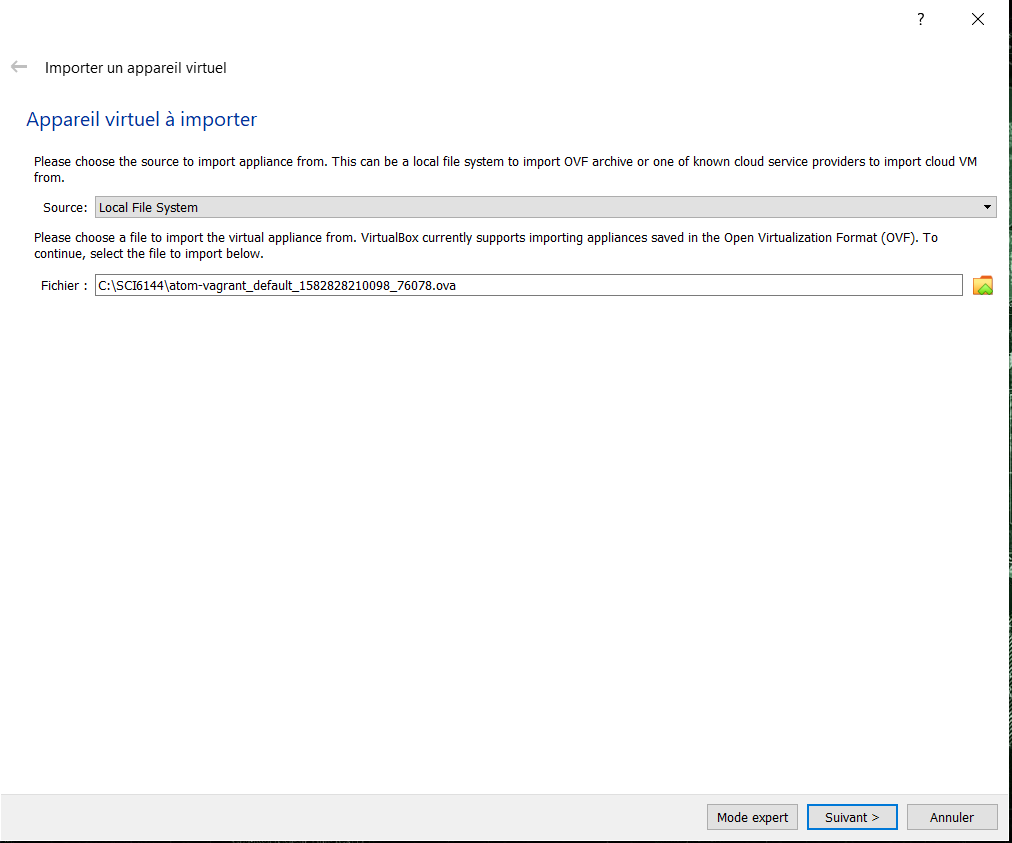 ?
Importer un appareil virtuel
Appareil virtuel à importer
Please choose the source to import appliance from. This can be a local file system to import OVF archive or one of known cloud service providers to import cloud VM
from.
Source: Local File System
Please choose a file to import the virtual appliance from. VirtualBox currently supports importing appliances saved in the Open Virtualization Format (OVF). To
continue, select the file to import below.
Fichier : C:\SCI6144\atom-vagrant_default_1582828210098_76078.ova
Mode expert Suivant > Annuler